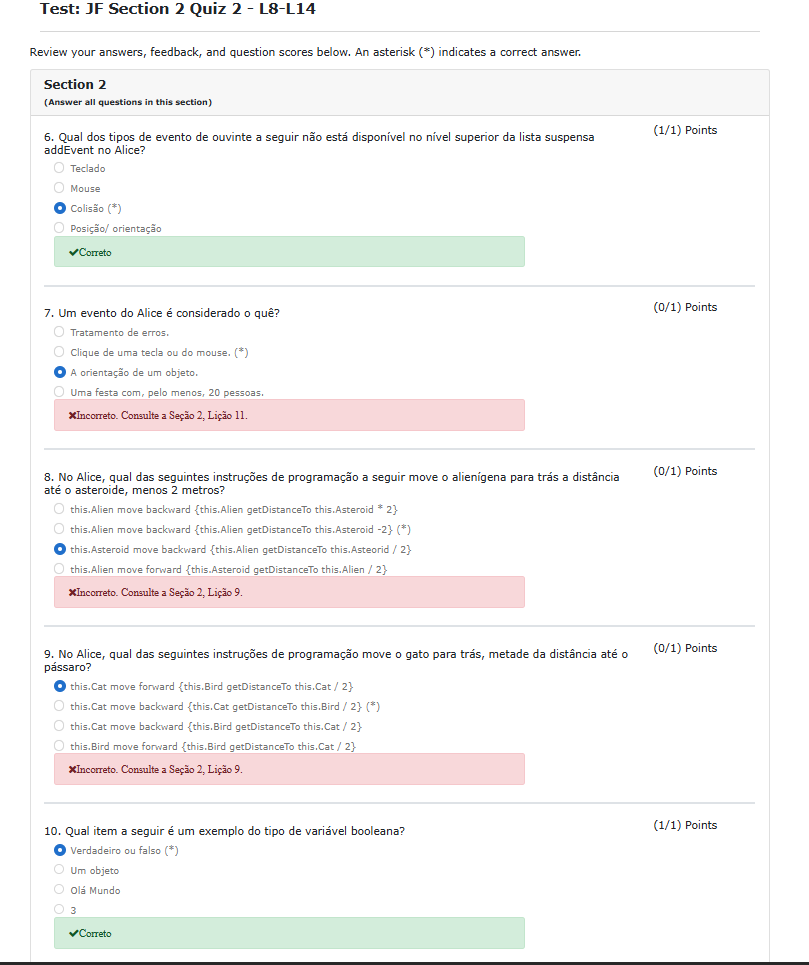 Test: JF Section 2 Quiz 2 - L8-L14
Review your answers, feedback, and question scores below. An asterisk (*) indicates a correct answer.
Section 2
(Answer all questions in this section)
6. Qual dos tipos de evento de ouvinte a seguir não está disponível no nível superior da lista suspensa
addEvent no Alice?
(1/1) Points
Teclado
Mouse
Colisão (*)
Posição/ orientação
✔Correto
7. Um evento do Alice é considerado o quê?
(0/1) Points
Tratamento de erros.
Clique de uma tecla ou do mouse. (*)
A orientação de um objeto.
Uma festa com, pelo menos, 20 pessoas.
✖Incorreto. Consulte a Seção 2, Lição 11.
8. No Alice, qual das seguintes instruções de programação a seguir move o alienígena para trás a distância
até o asteroide, menos 2 metros?
(0/1) Points
this.Alien move backward {this.Alien getDistanceTo this.Asteroid * 2}
this.Alien move backward {this.Alien getDistanceTo this.Asteroid -2} (*)
this.Asteroid move backward {this.Alien getDistanceTo this.Asteorid / 2}
this.Alien move forward {this.Asteroid getDistanceTo this.Alien / 2}
✖Incorreto. Consulte a Seção 2, Lição 9.
9. No Alice, qual das seguintes instruções de programação move o gato para trás, metade da distância até o
pássaro?
(0/1) Points
this.Cat move forward {this.Bird getDistanceTo this.Cat / 2}
this.Cat move backward {this.Cat getDistanceTo this.Bird / 2} (*)
this.Cat move backward {this.Bird getDistanceTo this.Cat / 2}
this.Bird move forward {this.Bird getDistanceTo this.Cat / 2}
✖Incorreto. Consulte a Seção 2, Lição 9.
10. Qual item a seguir é um exemplo do tipo de variável booleana?
(1/1) Points
Verdadeiro ou falso (*)
Um objeto
Olá Mundo
3
✔Correto